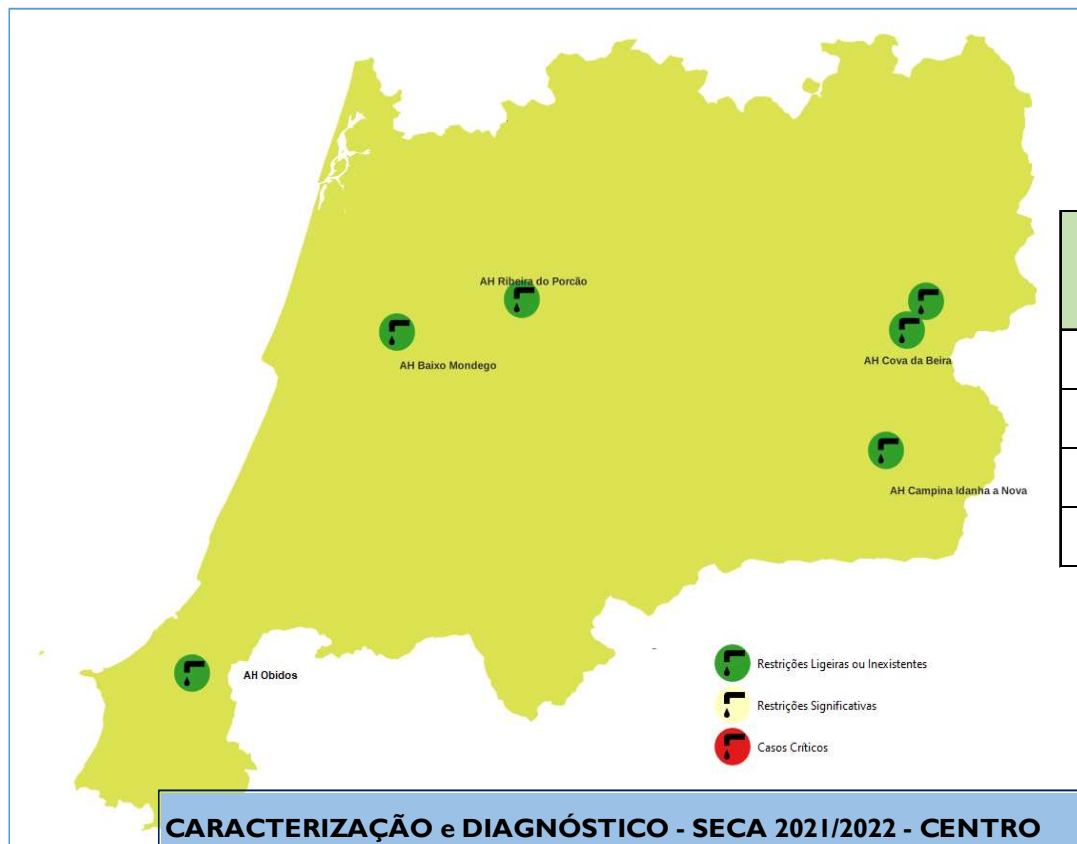 AH Ribeira do Porcão
AH Baixo Mondego
AH Cova da Beira
AH Campina Idanha a Nova
AH Obidos
Restrições Ligeiras ou Inexistentes
Restrições Significativas
Casos Críticos
CARACTERIZAÇÃO e DIAGNÓSTICO - SECA 2021/2022 - CENTRO